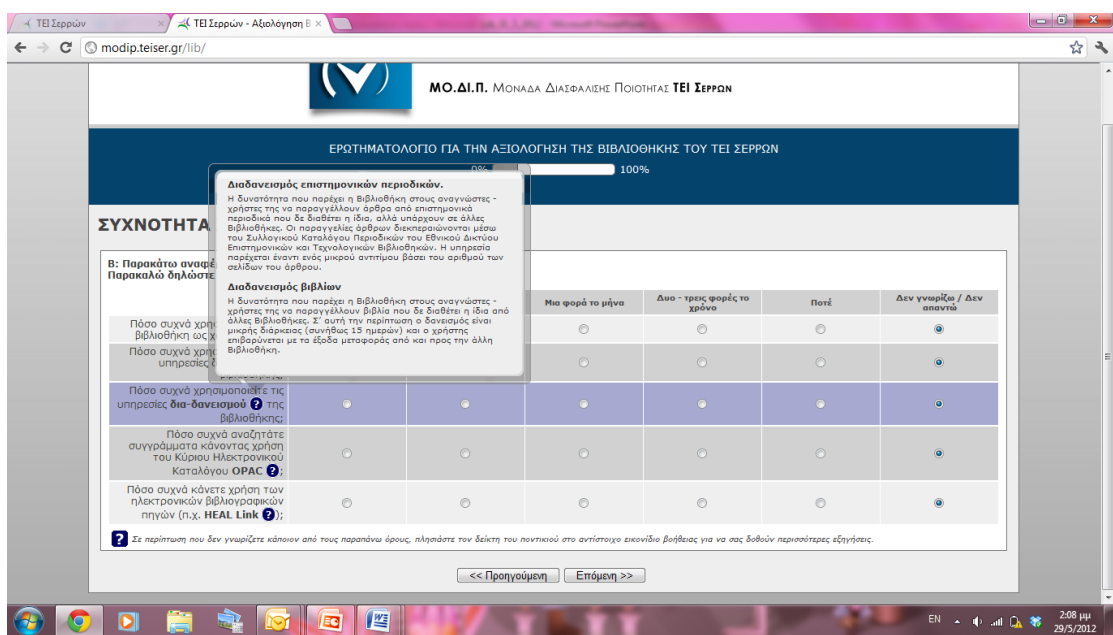 ΤΕΙ Σερρών
ΤΕΙ Σερρών - Αξιολόγηση Β
modip.teiser.gr/lib/
ΜΟ.ΔΙ.Π. ΜΟΝΑΔΑ ΔΙΑΣΦΑΛΙΣΗΣ ΠΟΙΟΤΗΤΑΣ ΤΕΙ ΣΕΡΡΩΝ
ΕΡΩΤΗΜΑΤΟΛΟΓΙΟ ΓΙΑ ΤΗΝ ΑΞΙΟΛΟΓΗΣΗ ΤΗΣ ΒΙΒΛΙΟΘΗΚΗΣ ΤΟΥ ΤΕΙ ΣΕΡΡΩΝ
0% 100%
Διαδανεισμός επιστημονικών περιοδικών.
Η δυνατότητα που παρέχει η Βιβλιοθήκη στους αναγνώστες -
χρήστες της να παραγγέλλουν άρθρα από επιστημονικά
περιοδικά που δε διαθέτει η ίδια, αλλά υπάρχουν σε άλλες
Βιβλιοθήκες. Οι παραγγελίες άρθρων διεκπεραιώνονται μέσω
του Συλλογικού Καταλόγου Περιοδικών του Εθνικού Δικτύου
Επιστημονικών και Τεχνολογικών Βιβλιοθηκών. Η υπηρεσία
παρέχεται έναντι ενός μικρού αντιτίμου βάσει του αριθμού των
σελίδων του άρθρου.
Διαδανεισμός βιβλίων
Η δυνατότητα που παρέχει η Βιβλιοθήκη στους αναγνώστες -
χρήστες της να παραγγέλλουν βιβλία που δε διαθέτει η ίδια από
άλλες Βιβλιοθήκες. Σ' αυτή την περίπτωση ο δανεισμός είναι
μικρής διάρκειας (συνήθως 15 ημερών) και ο χρήστης
επιβαρύνεται με τα έξοδα μεταφοράς από και προς την άλλη
Βιβλιοθήκη.
ΣΥΧΝΟΤΗΤΑ
Β: Παρακάτω αναφέ
Παρακαλώ δηλώστε
Μια φορά το μήνα
Δυο - τρεις φορές το
χρόνο
Ποτέ
Δεν γνωρίζω / Δεν
απαντώ
Πόσο συχνά χρη
βιβλιοθήκη ως χ
Πόσο συχνά χρη
υπηρεσίες
Πόσο συχνά χρησιμοποιείτε τις
υπηρεσίες δια-δανεισμού ? της
βιβλιοθήκης;
Πόσο συχνά αναζητάτε
συγγράμματα κάνοντας χρήση
του Κύριου Ηλεκτρονικού
Καταλόγου OPAC ?;
Πόσο συχνά κάνετε χρήση των
ηλεκτρονικών βιβλιογραφικών
πηγών (π.χ. HEAL Link ?);
? Σε περίπτωση που δεν γνωρίζετε κάποιον από τους παραπάνω όρους, πλησιάστε τον δείκτη του ποντικιού στο αντίστοιχο εικονίδιο βοήθειας για να σας δοθούν περισσότερες εξηγήσεις.
<< Προηγούμενη
Επόμενη >>
EN
2:08 μμ
29/5/2012